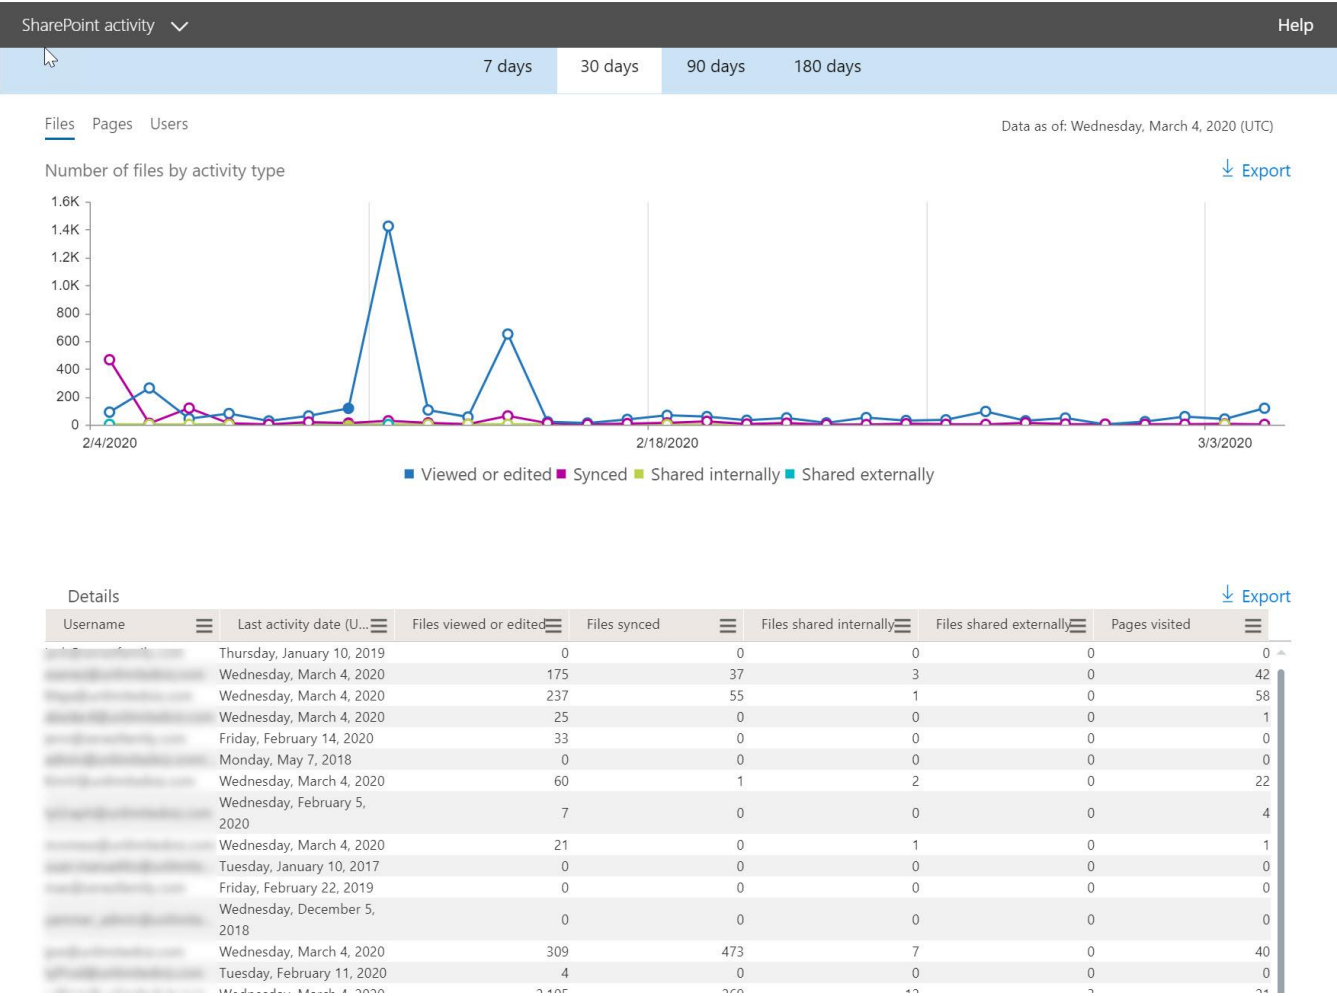 SharePoint activity
Help
7 days 30 days 90 days 180 days
Files Pages Users
Data as of: Wednesday, March 4, 2020 (UTC)
Number of files by activity type
Export
1.6K
1.4K
1.2K
1.0K
800
600
400
200
0
2/4/2020 2/18/2020 3/3/2020
Viewed or edited Synced Shared internally Shared externally
Details
Export
Username Last activity date (U... Files viewed or edited Files synced Files shared internally Files shared externally Pages visited
Thursday, January 10, 2019 0 0 0 0 0
Wednesday, March 4, 2020 175 37 3 0 42
Wednesday, March 4, 2020 237 55 1 0 58
Wednesday, March 4, 2020 25 0 0 0 1
Friday, February 14, 2020 33 0 0 0 0
Monday, May 7, 2018 0 0 0 0 0
Wednesday, March 4, 2020 60 1 2 0 22
Wednesday, February 5,
2020 7 0 0 0 4
Wednesday, March 4, 2020 21 0 1 0 1
Tuesday, January 10, 2017 0 0 0 0 0
Friday, February 22, 2019 0 0 0 0 0
Wednesday, December 5,
2018 0 0 0 0 0
Wednesday, March 4, 2020 309 473 7 0 40
Tuesday, February 11, 2020 4 0 0 0 0